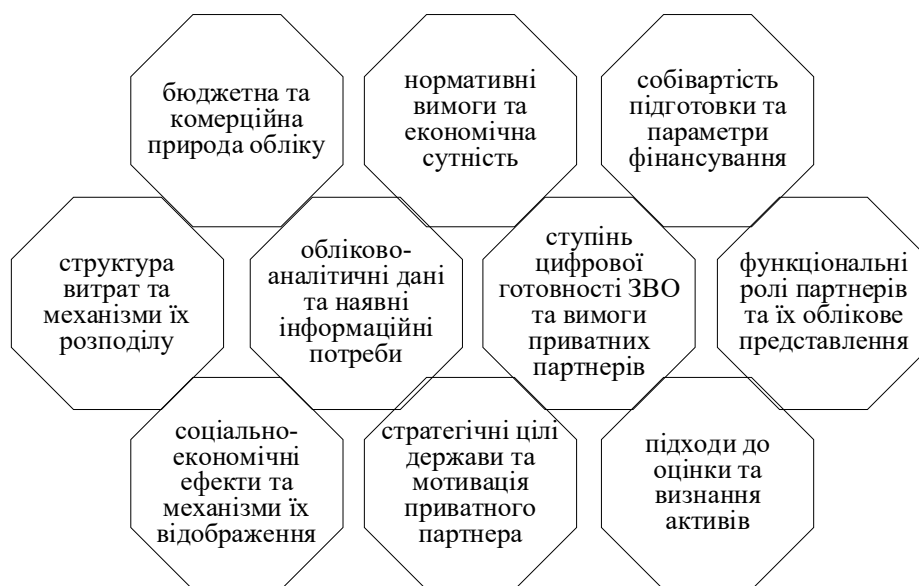 бюджетна та
комерційна
природа обліку
нормативні
вимоги та
економічна
сутність
собівартість
підготовки та
параметри
фінансування
структура
витрат та
механізми їх
розподілу
обліково-
аналітичні дані
та наявні
інформаційні
потреби
ступінь
цифрової
готовності ЗВО
та вимоги
приватних
партнерів
функціональні
ролі партнерів
та їх облікове
представлення
соціально-
економічні
ефекти та
механізми їх
відображення
стратегічні цілі
держави та
мотивація
приватного
партнера
підходи до
оцінки та
визнання
активів